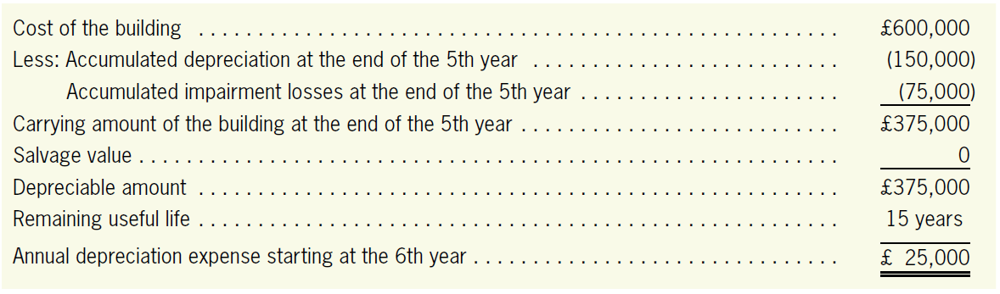 Cost of the building . . . . . . . . . . . . . . . . . . . . . . . . . . . . . . . . . . . . . . . . . . . . . . . . . . . . . . £600,000
Less: Accumulated depreciation at the end of the 5th year . . . . . . . . . . . . . . . . . . . . . . . . . . (150,000)
Accumulated impairment losses at the end of the 5th year . . . . . . . . . . . . . . . . . . . . . . (75,000)
Carrying amount of the building at the end of the 5th year . . . . . . . . . . . . . . . . . . . . . . . . . . . £375,000
Salvage value . . . . . . . . . . . . . . . . . . . . . . . . . . . . . . . . . . . . . . . . . . . . . . . . . . . . . . . . . . . 0
Depreciable amount . . . . . . . . . . . . . . . . . . . . . . . . . . . . . . . . . . . . . . . . . . . . . . . . . . . . . . £375,000
Remaining useful life . . . . . . . . . . . . . . . . . . . . . . . . . . . . . . . . . . . . . . . . . . . . . . . . . . . . . . 15 years
Annual depreciation expense starting at the 6th year . . . . . . . . . . . . . . . . . . . . . . . . . . . . . . . £ 25,000